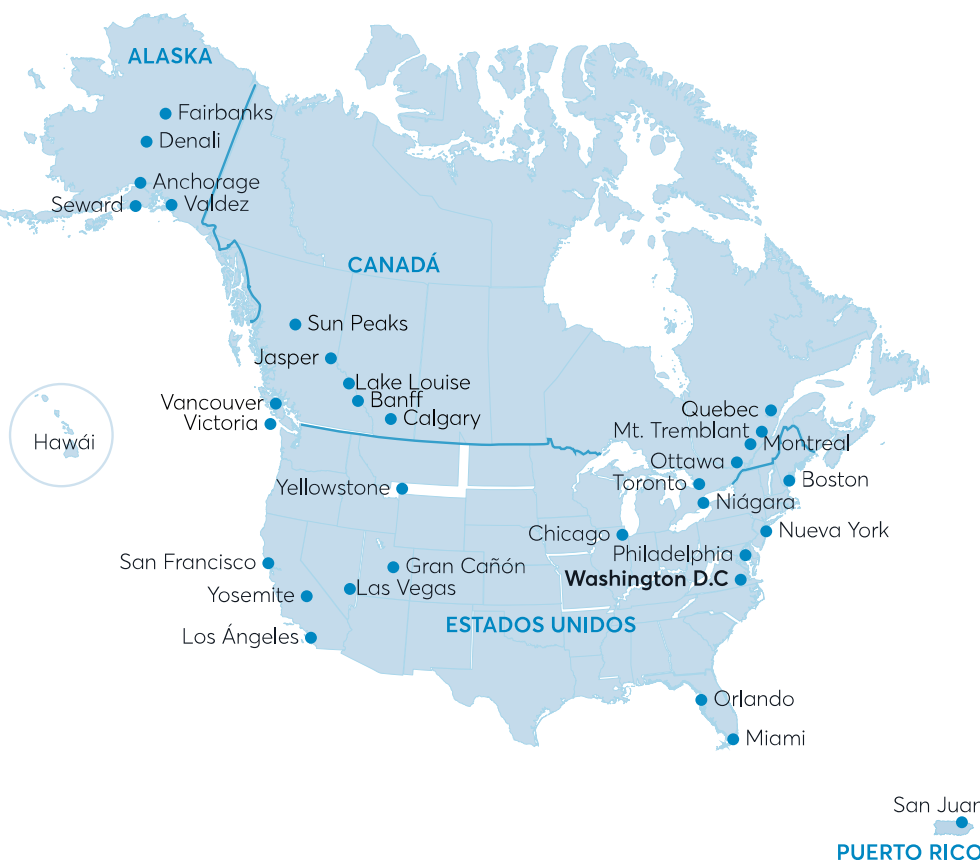 ALASKA
Fairbanks
Denali
Anchorage
Seward
Valdez
CANADÁ
Sun Peaks
Jasper
Lake Louise
Banff
Calgary
Vancouver
Victoria
Hawái
Quebec
Mt. Tremblant
Montreal
Ottawa
Toronto
Boston
Niágara
Yellowstone
Chicago
Nueva York
Philadelphia
San Francisco
Gran Cañón
Washington D.C
Las Vegas
Yosemite
ESTADOS UNIDOS
Los Ángeles
Orlando
Miami
San Juan
PUERTO RICO